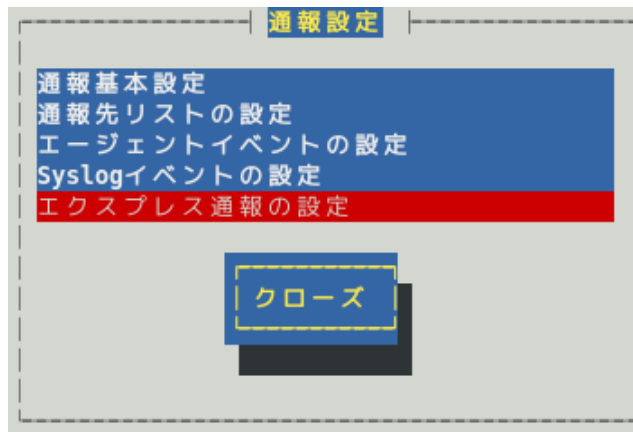 通報設定
通報基本設定
通報先リストの設定
エージェントイベントの設定
Syslogイベントの設定
エクスプレス通報の設定
クローズ